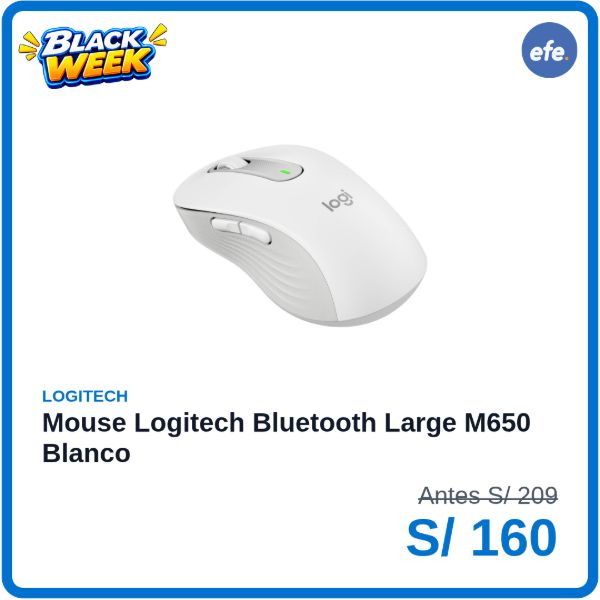 BLACK
WEEK
efe.
logi
LOGITECH
Mouse Logitech Bluetooth Large M650
Blanco
Antes S/ 209
S/ 160